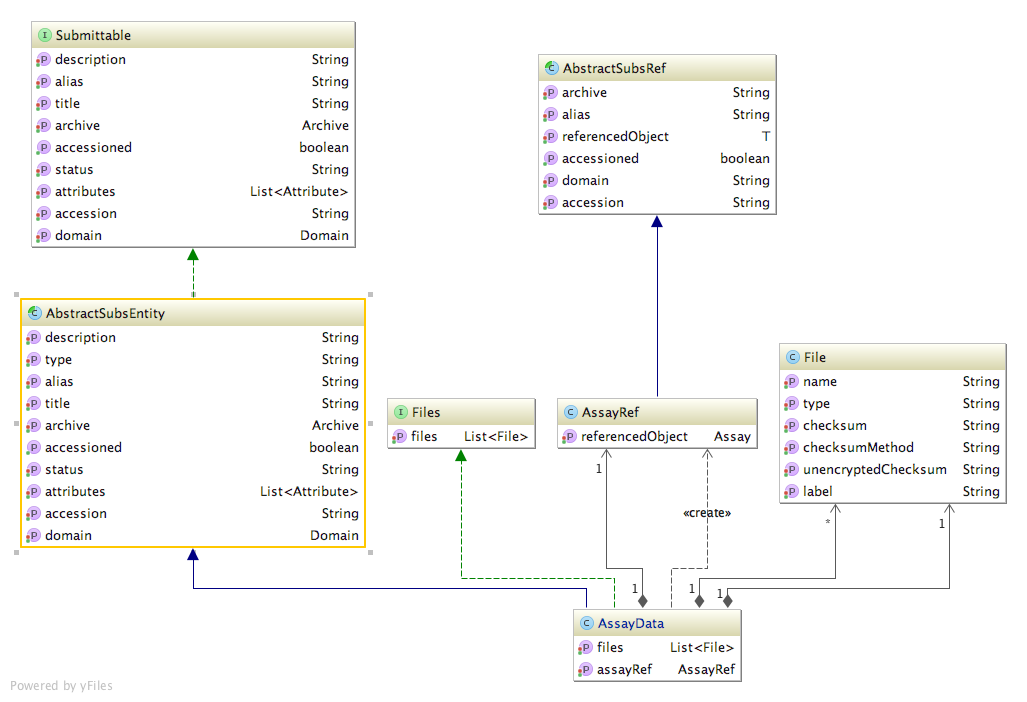 I Submittable
P description String
P alias String
P title String
P archive Archive
P accessioned boolean
P status String
P attributes List<Attribute>
P accession String
P domain Domain
C AbstractSubsRef
P archive String
P alias String
P referencedObject T
P accessioned boolean
P domain String
P accession String
C AbstractSubsEntity
P description String
P type String
P alias String
P title String
P archive Archive
P accessioned boolean
P status String
P attributes List<Attribute>
P accession String
P domain Domain
I Files
P files List<File>
C AssayRef
P referencedObject Assay
C File
P name String
P type String
P checksum String
P checksumMethod String
P unencryptedChecksum String
P label String
1
«create»
*
1
1
1
1
C AssayData
P files List<File>
P assayRef AssayRef
Powered by yFiles